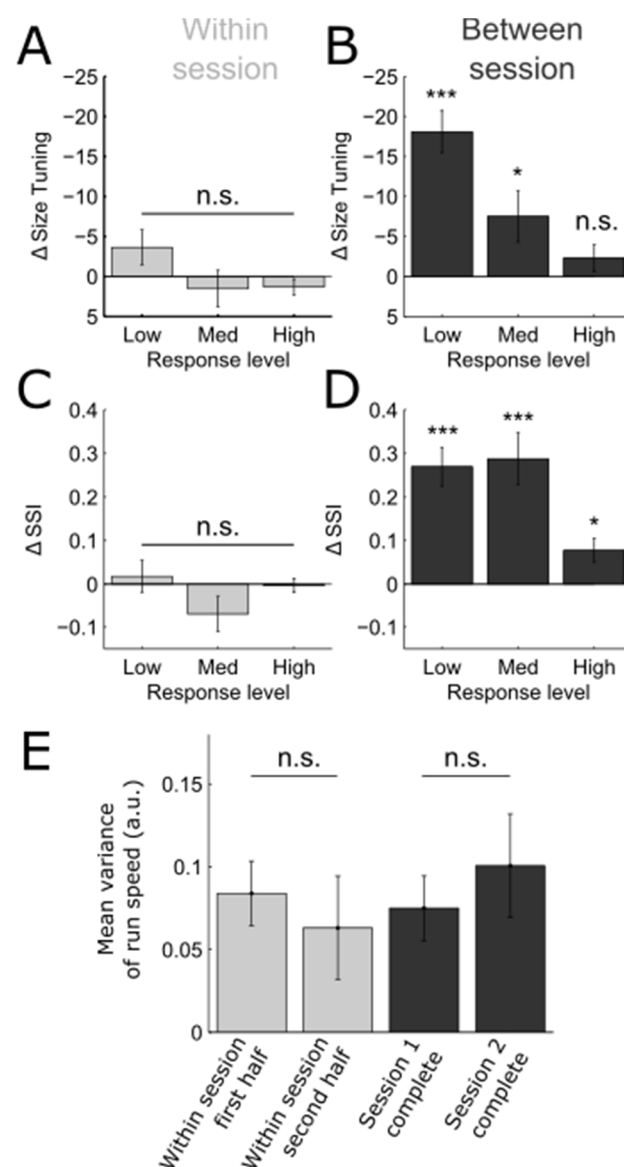 A
Within
session
B
Between
session
Δ Size Tuning
−25
−20
−15
−10
−5
0
5
n.s.
Low
Med
High
Response level
Δ Size Tuning
−25
−20
−15
−10
−5
0
5
***
*
n.s.
Low
Med
High
Response level
C
Δ SSI
0.4
0.3
0.2
0.1
0
−0.1
n.s.
Low
Med
High
Response level
D
Δ SSI
0.4
0.3
0.2
0.1
0
−0.1
***
***
*
Low
Med
High
Response level
E
Mean variance
of run speed (a.u.)
0.15
0.1
0.05
0
n.s.
n.s.
Within session
first half
Within session
second half
Session 1
complete
Session 2
complete